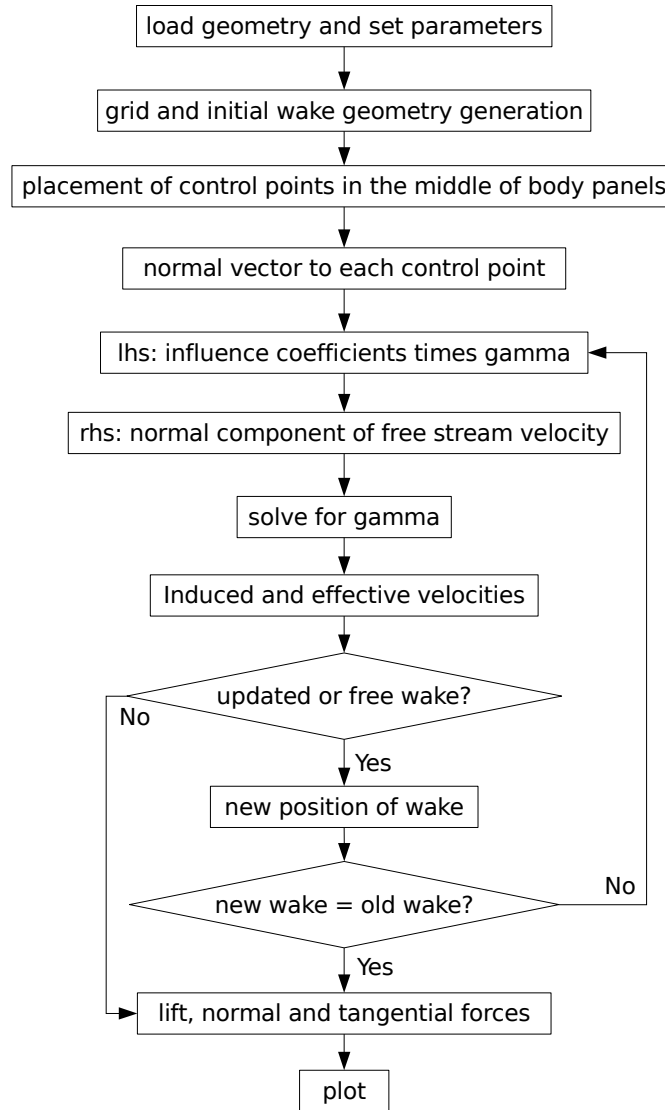 load geometry and set parameters
grid and initial wake geometry generation
placement of control points in the middle of body panels
normal vector to each control point
lhs: influence coefficients times gamma
rhs: normal component of free stream velocity
solve for gamma
Induced and effective velocities
updated or free wake?
No
Yes
new position of wake
new wake = old wake?
No
Yes
lift, normal and tangential forces
plot